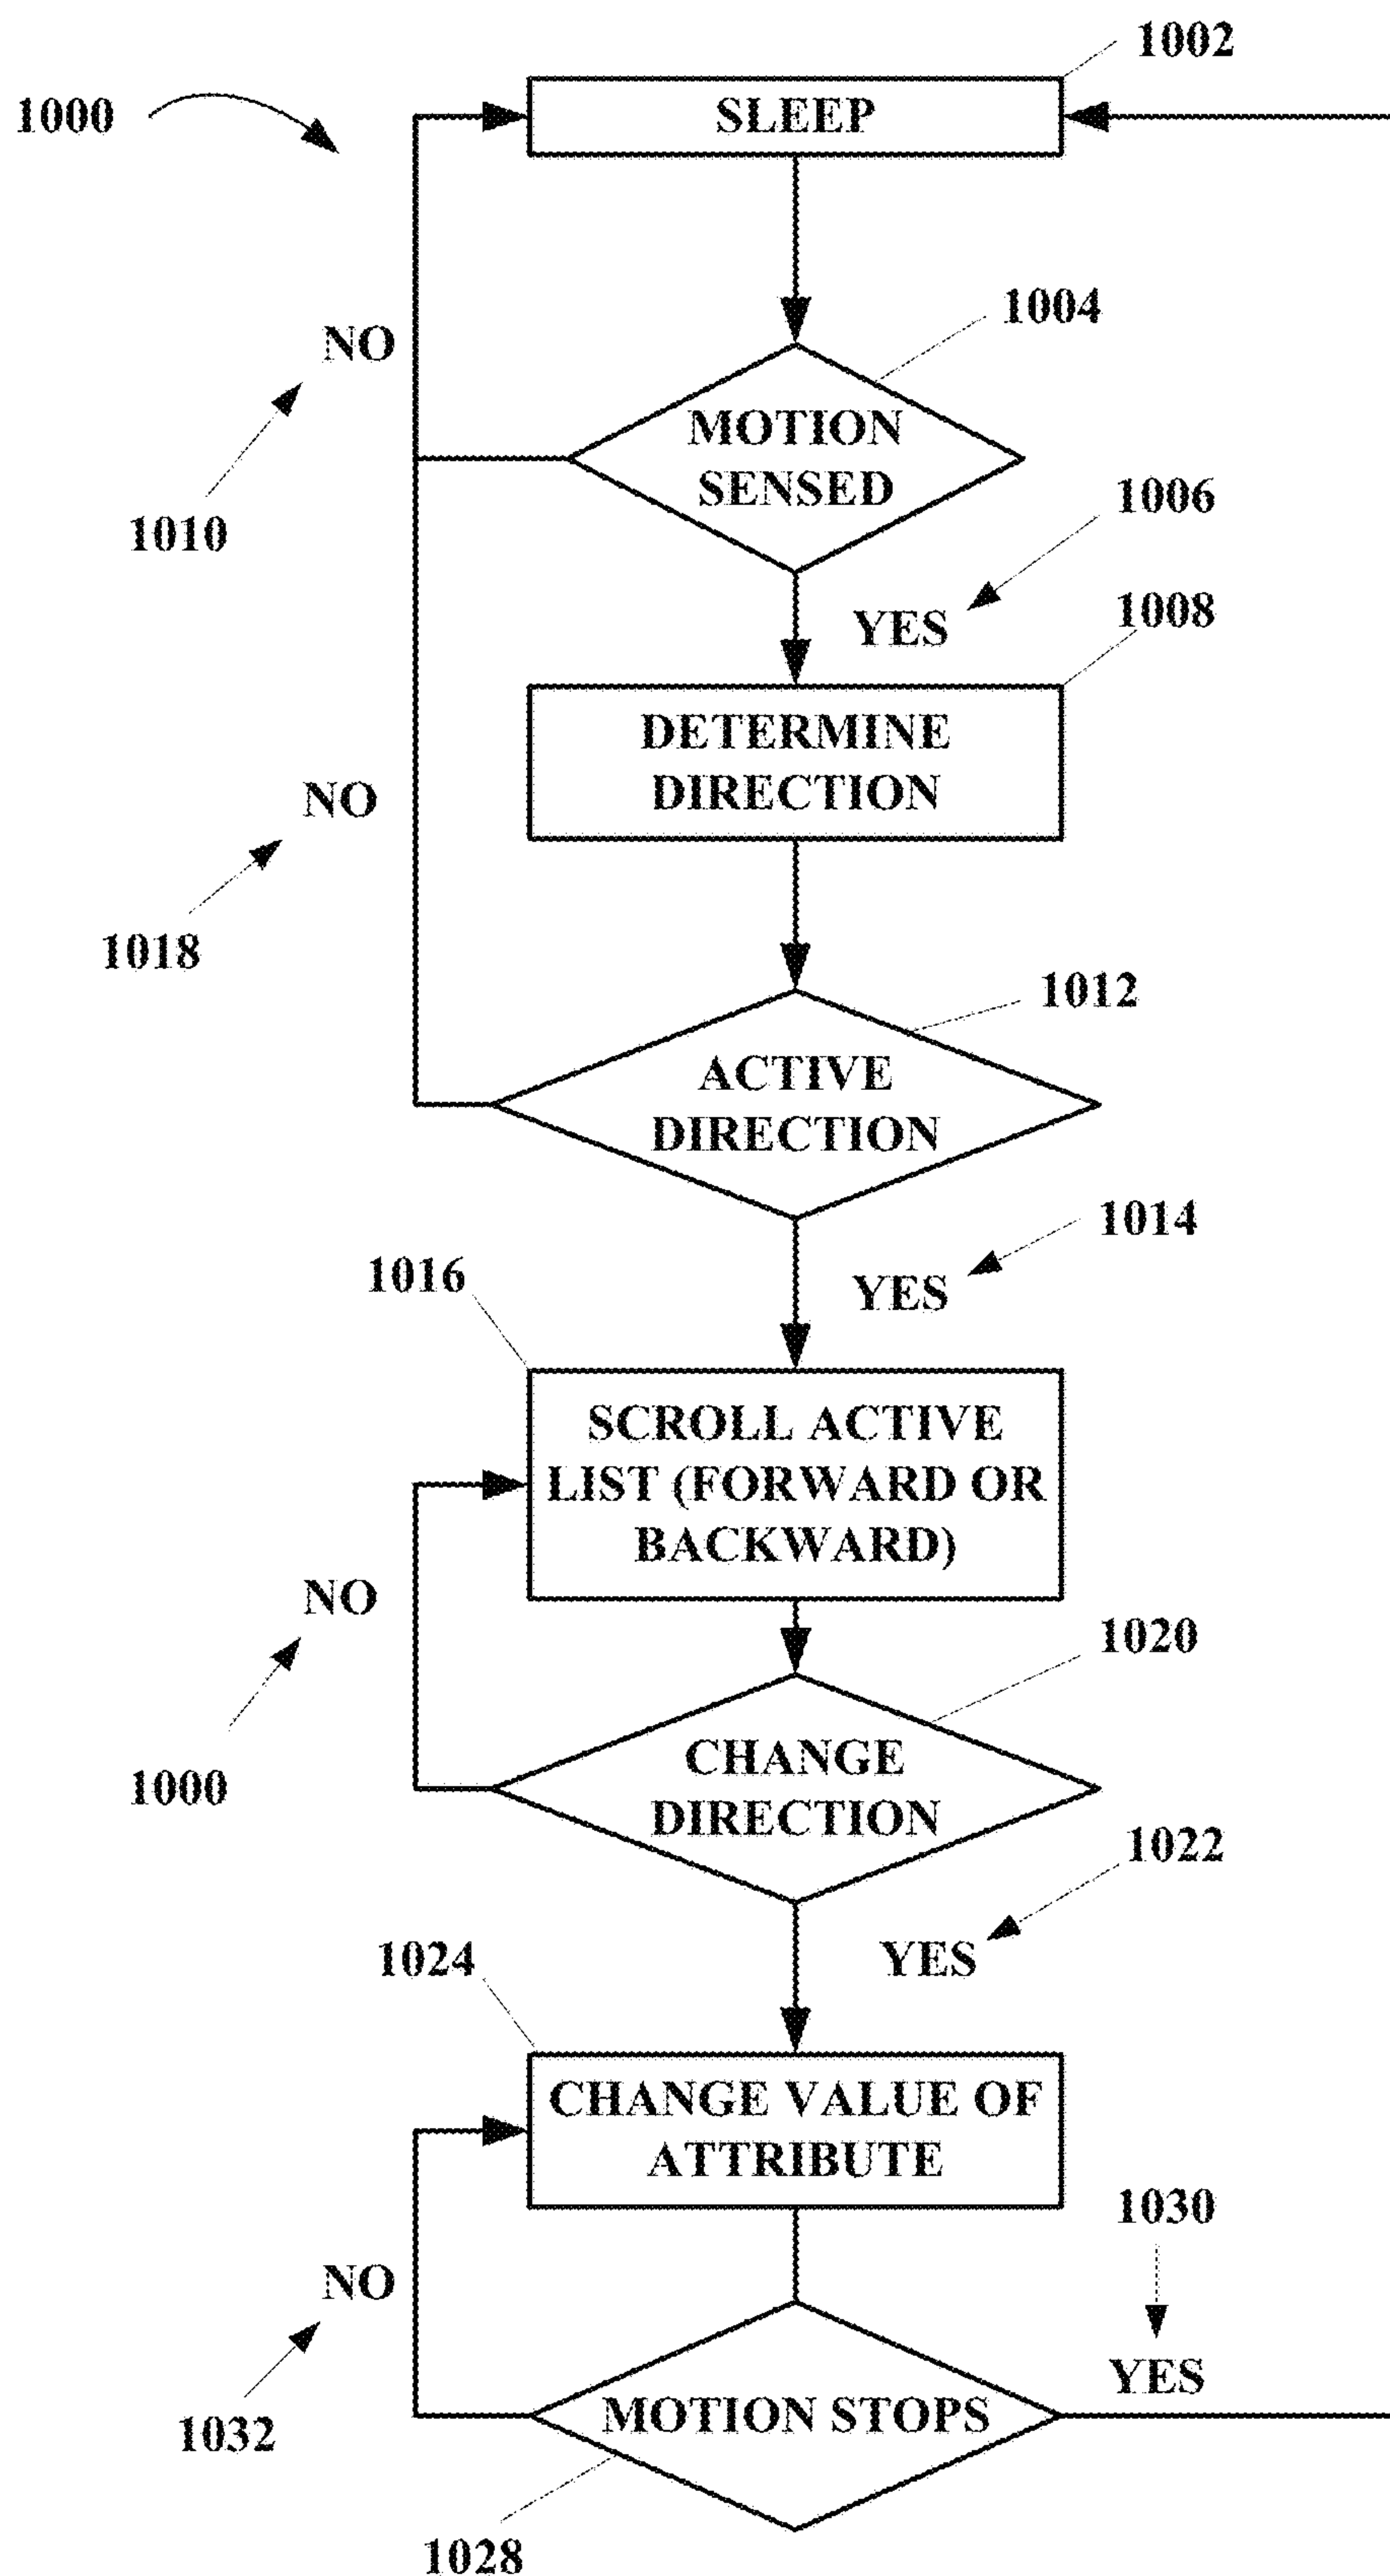 1002
1000
SLEEP
1004
NO
MOTION
SENSED
1006
1010
1008
YES
DETERMINE
DIRECTION
NO
1018
1012
ACTIVE
DIRECTION
1014
1016
YES
SCROLL ACTIVE
LIST (FORWARD OR
BACKWARD)
NO
1020
1000
CHANGE
DIRECTION
1022
1024
YES
CHANGE VALUE OF
ATTRIBUTE
1030
NO
YES
1032
MOTION STOPS
1028